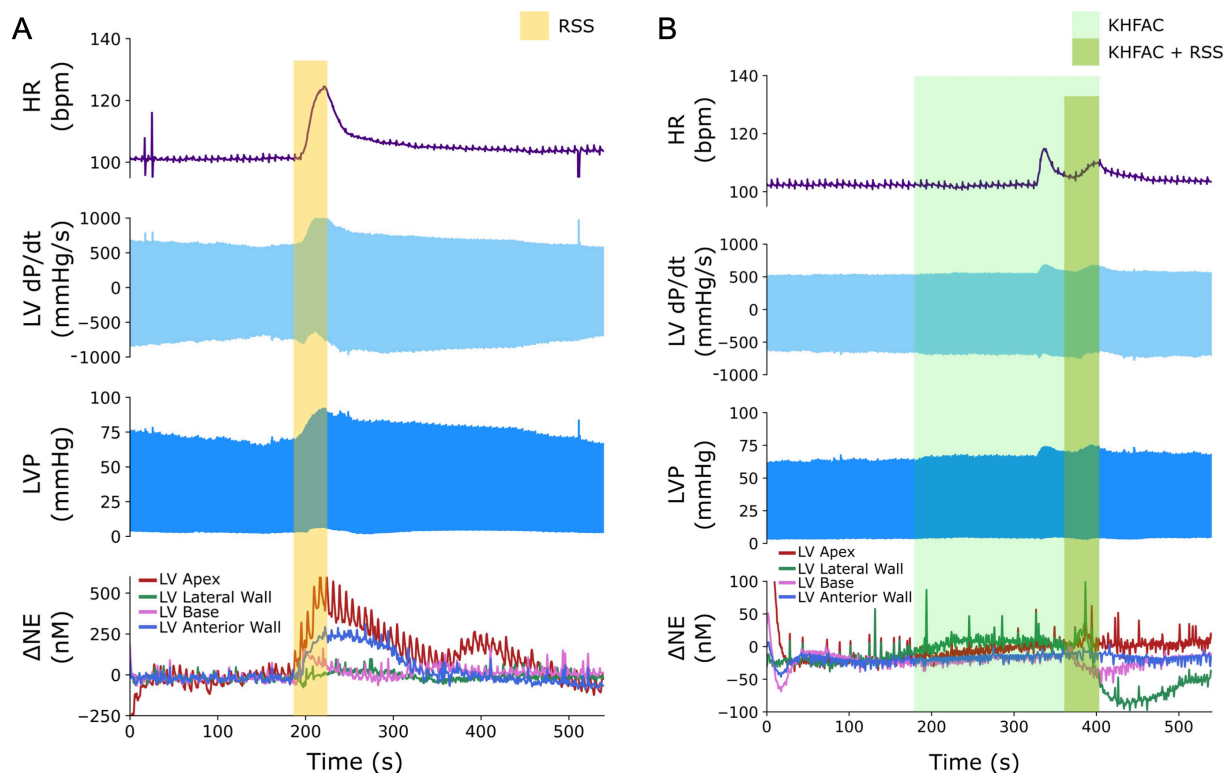 A
RSS
HR
(bpm)
140
120
100
LV dP/dt
(mmHg/s)
1000
500
0
−500
−1000
LVP
(mmHg)
100
75
50
25
0
LV Apex
LV Lateral Wall
LV Base
LV Anterior Wall
ΔNE
(nM)
500
250
0
−250
0 100 200 300 400 500
Time (s)
B
KHFAC
KHFAC + RSS
HR
(bpm)
140
120
100
LV dP/dt
(mmHg/s)
1000
500
0
−500
−1000
LVP
(mmHg)
100
75
50
25
0
LV Apex
LV Lateral Wall
LV Base
LV Anterior Wall
ΔNE
(nM)
100
50
0
−50
−100
0 100 200 300 400 500
Time (s)